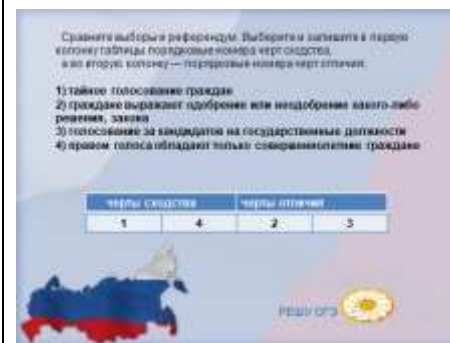 Сравните выборы и референдум. Выберите и запишите в первую
колонку таблицы порядковые номера черт сходства,
а во вторую колонку — порядковые номера черт отличия:
1) тайное голосование граждан
2) граждане выражают одобрение или неодобрение какого-либо
решения, закона
3) голосование за кандидатов на государственные должности
4) правом голоса обладают только совершеннолетние граждане
черты сходства черты отличия
1 4 2 3
РЕШУ ОГЭ